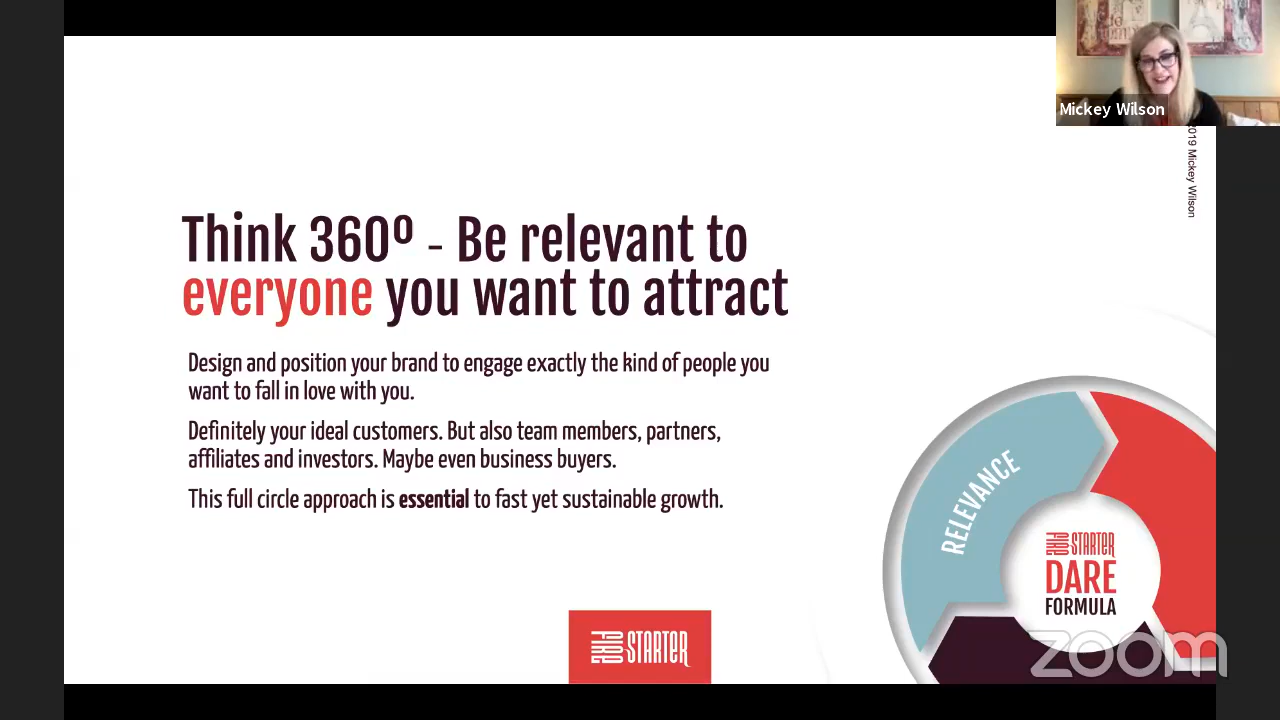 Mickey Wilson
2019 Mickey Wilson
Think 360º - Be relevant to
everyone you want to attract
Design and position your brand to engage exactly the kind of people you
want to fall in love with you.
Definitely your ideal customers. But also team members, partners,
affiliates and investors. Maybe even business buyers.
This full circle approach is essential to fast yet sustainable growth.
RELEVANCE
FIRE STARTER
DARE
FORMULA
FIRE STARTER
zoom